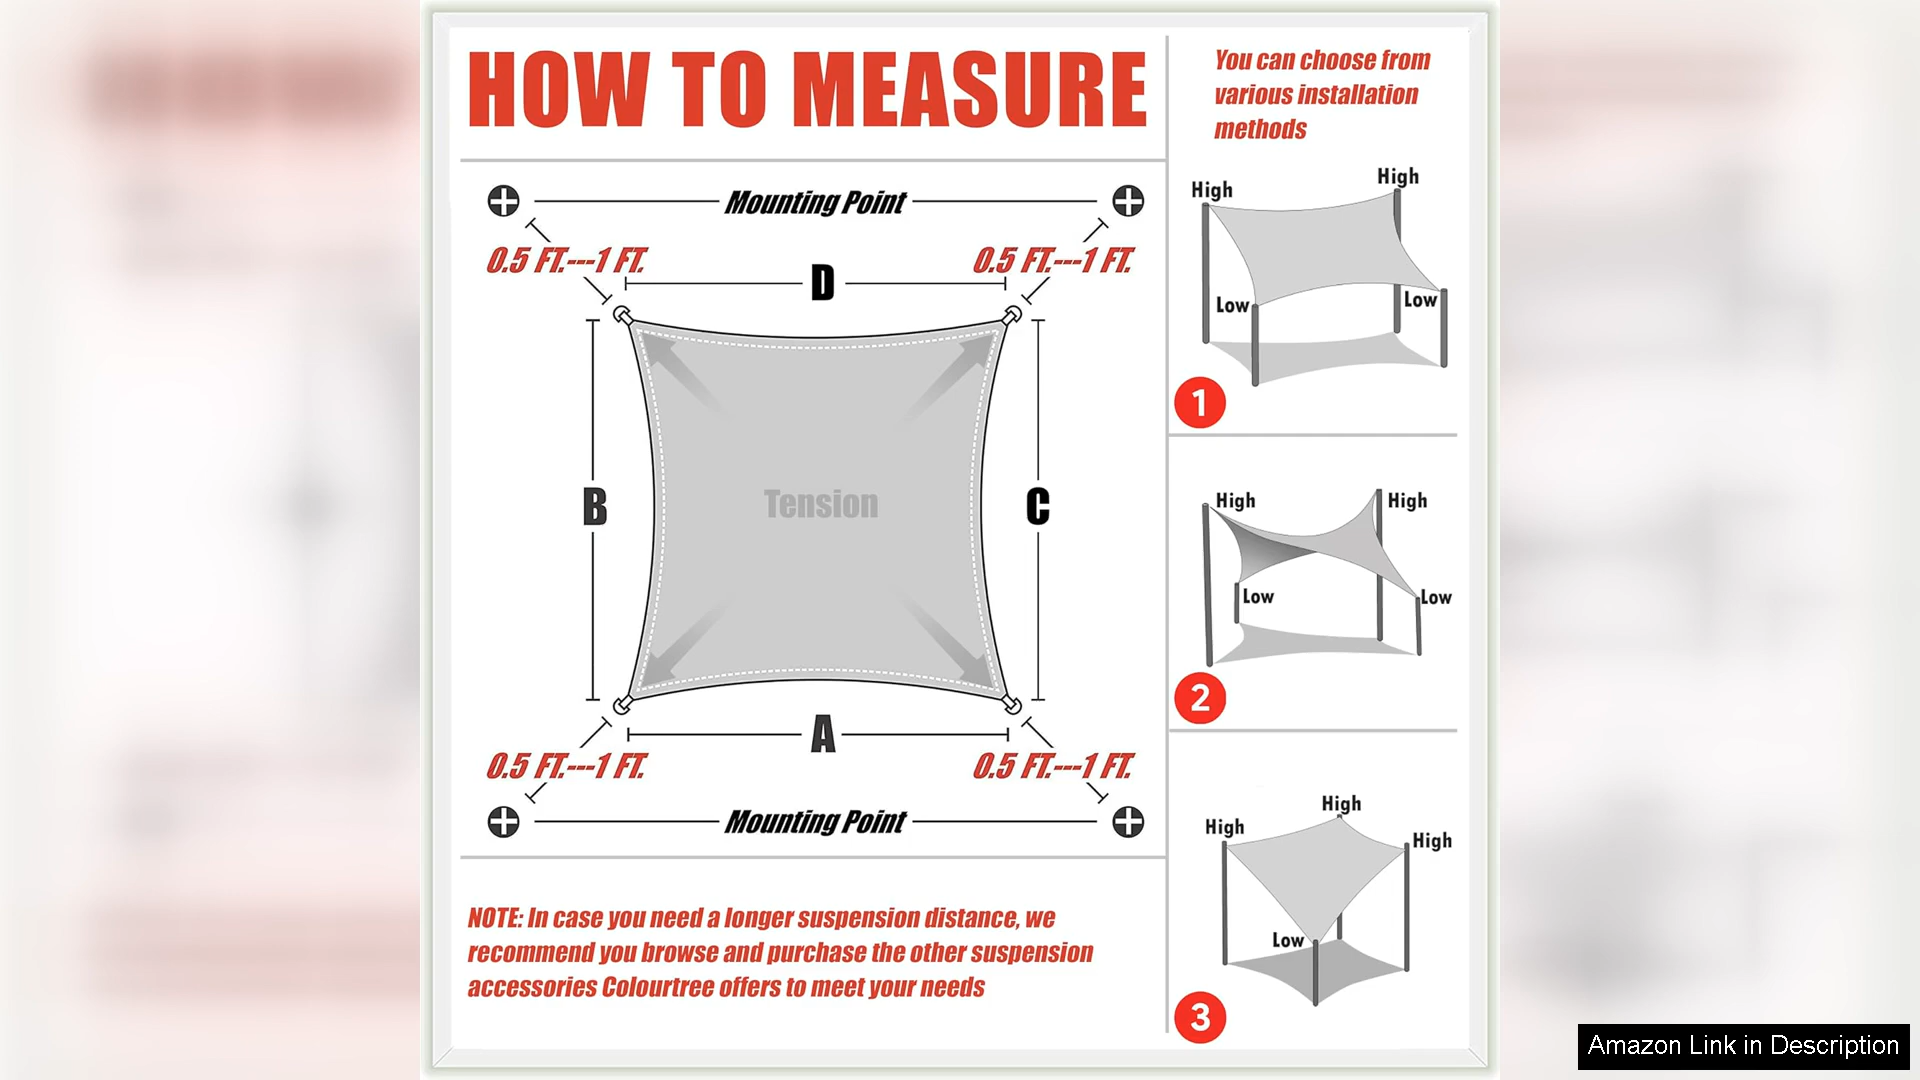 HOW TO MEASURE
Mounting Point
0.5 FT.---1 FT.
0.5 FT.---1 FT.
D
B
Tension
C
A
0.5 FT.---1 FT.
0.5 FT.---1 FT.
Mounting Point
NOTE: In case you need a longer suspension distance, we
recommend you browse and purchase the other suspension
accessories Colourtree offers to meet your needs
You can choose from
various installation
methods
High
High
Low
Low
1
High
High
Low
Low
2
High
High
High
Low
3
Amazon Link in Description